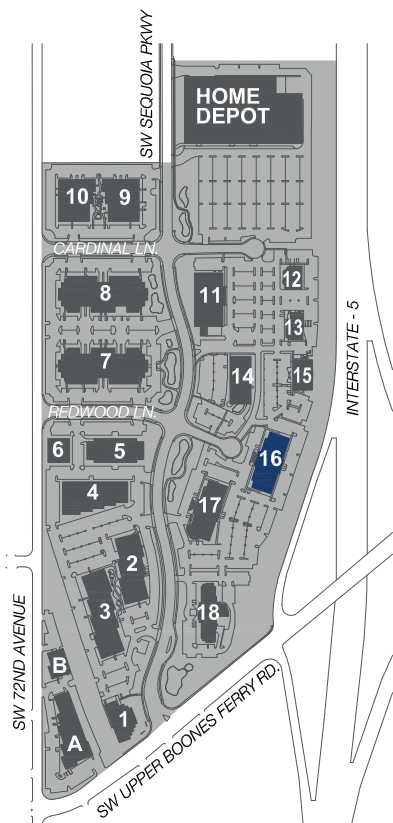 SW SEQUOIA PKWY
HOME
DEPOT
10
9
CARDINAL LN.
12
8
11
13
INTERSTATE - 5
7
14
15
REDWOOD LN.
6
5
16
4
17
2
3
18
SW 72ND AVENUE
B
1
A
SW UPPER BOONES FERRY RD.